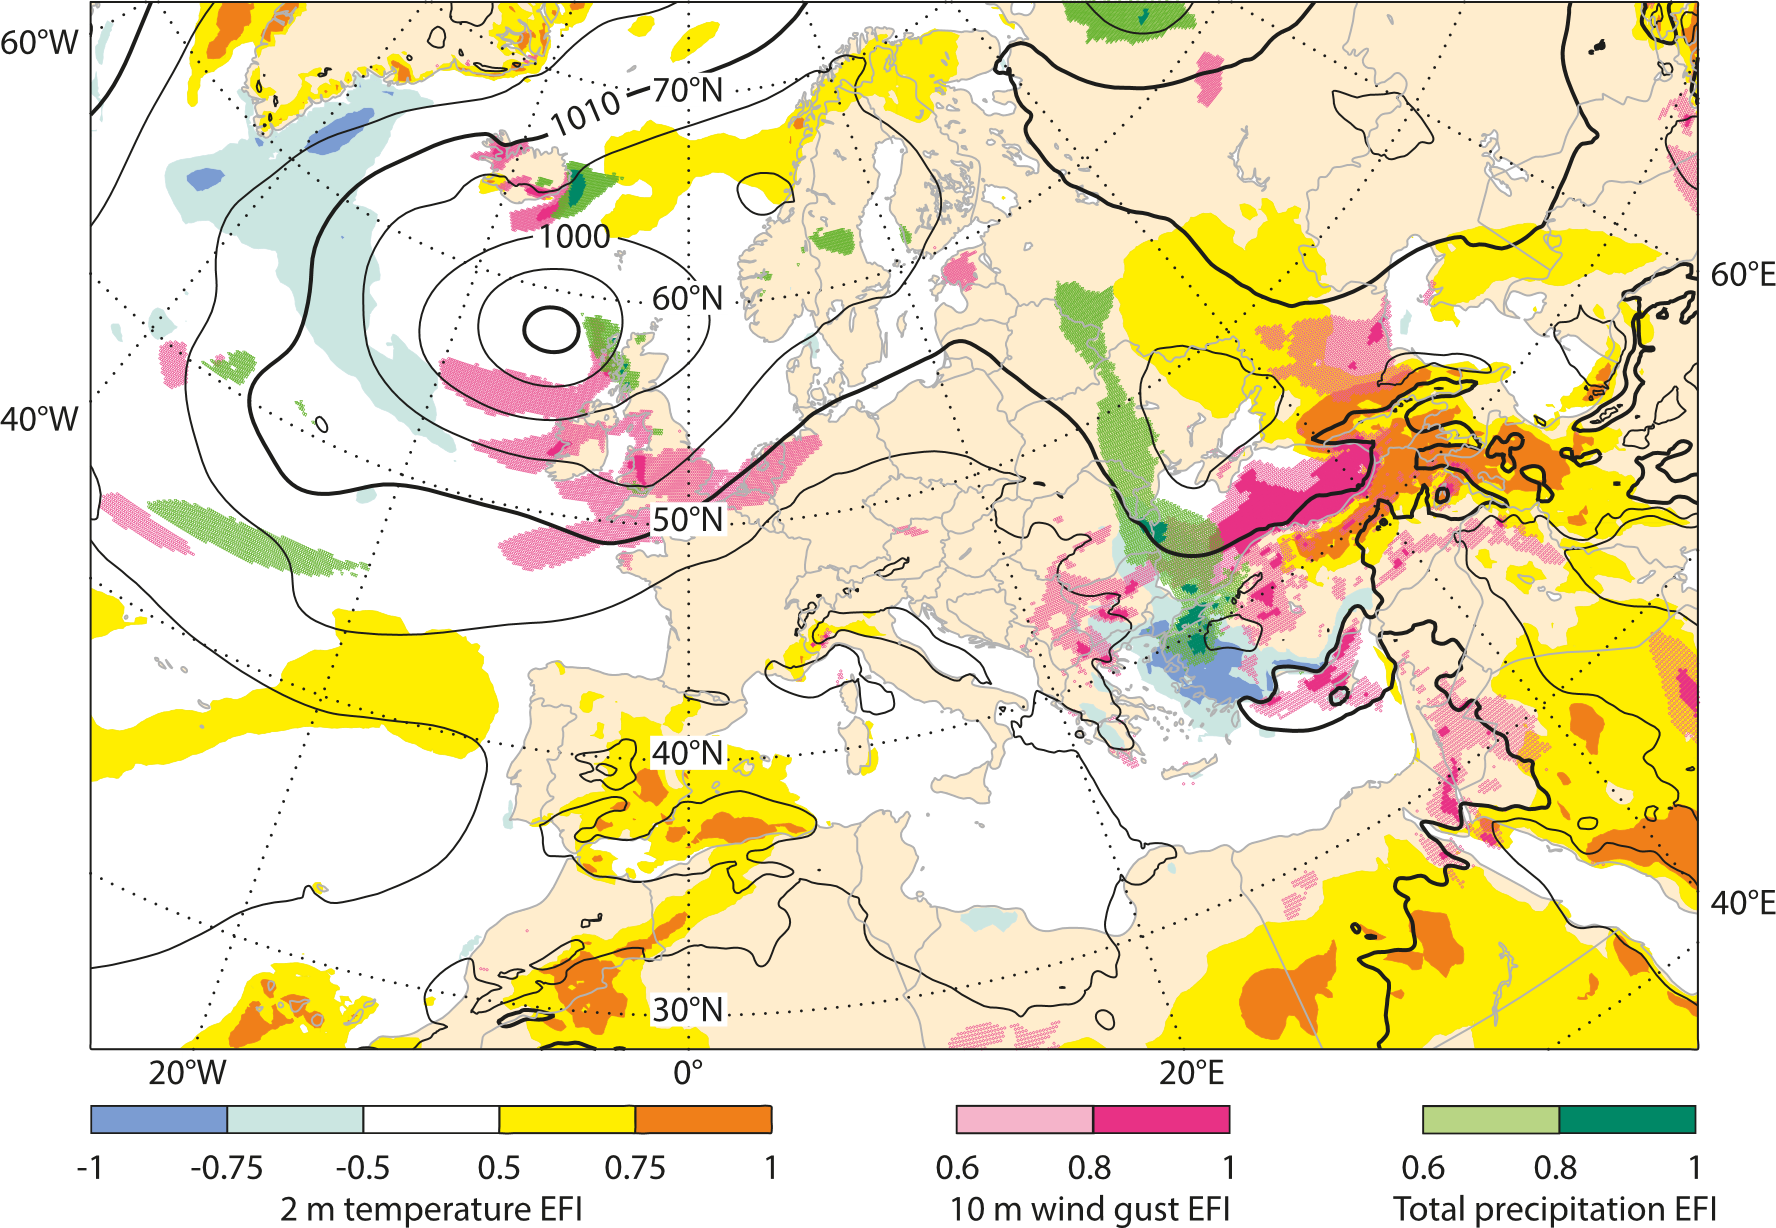 60°W
70°N
1010
1000
60°N
60°E
40°W
50°N
40°N
40°E
30°N
20°W 0° 20°E
-1 -0.75 -0.5 0.5 0.75 1 0.6 0.8 1 0.6 0.8 1
2 m temperature EFI 10 m wind gust EFI Total precipitation EFI